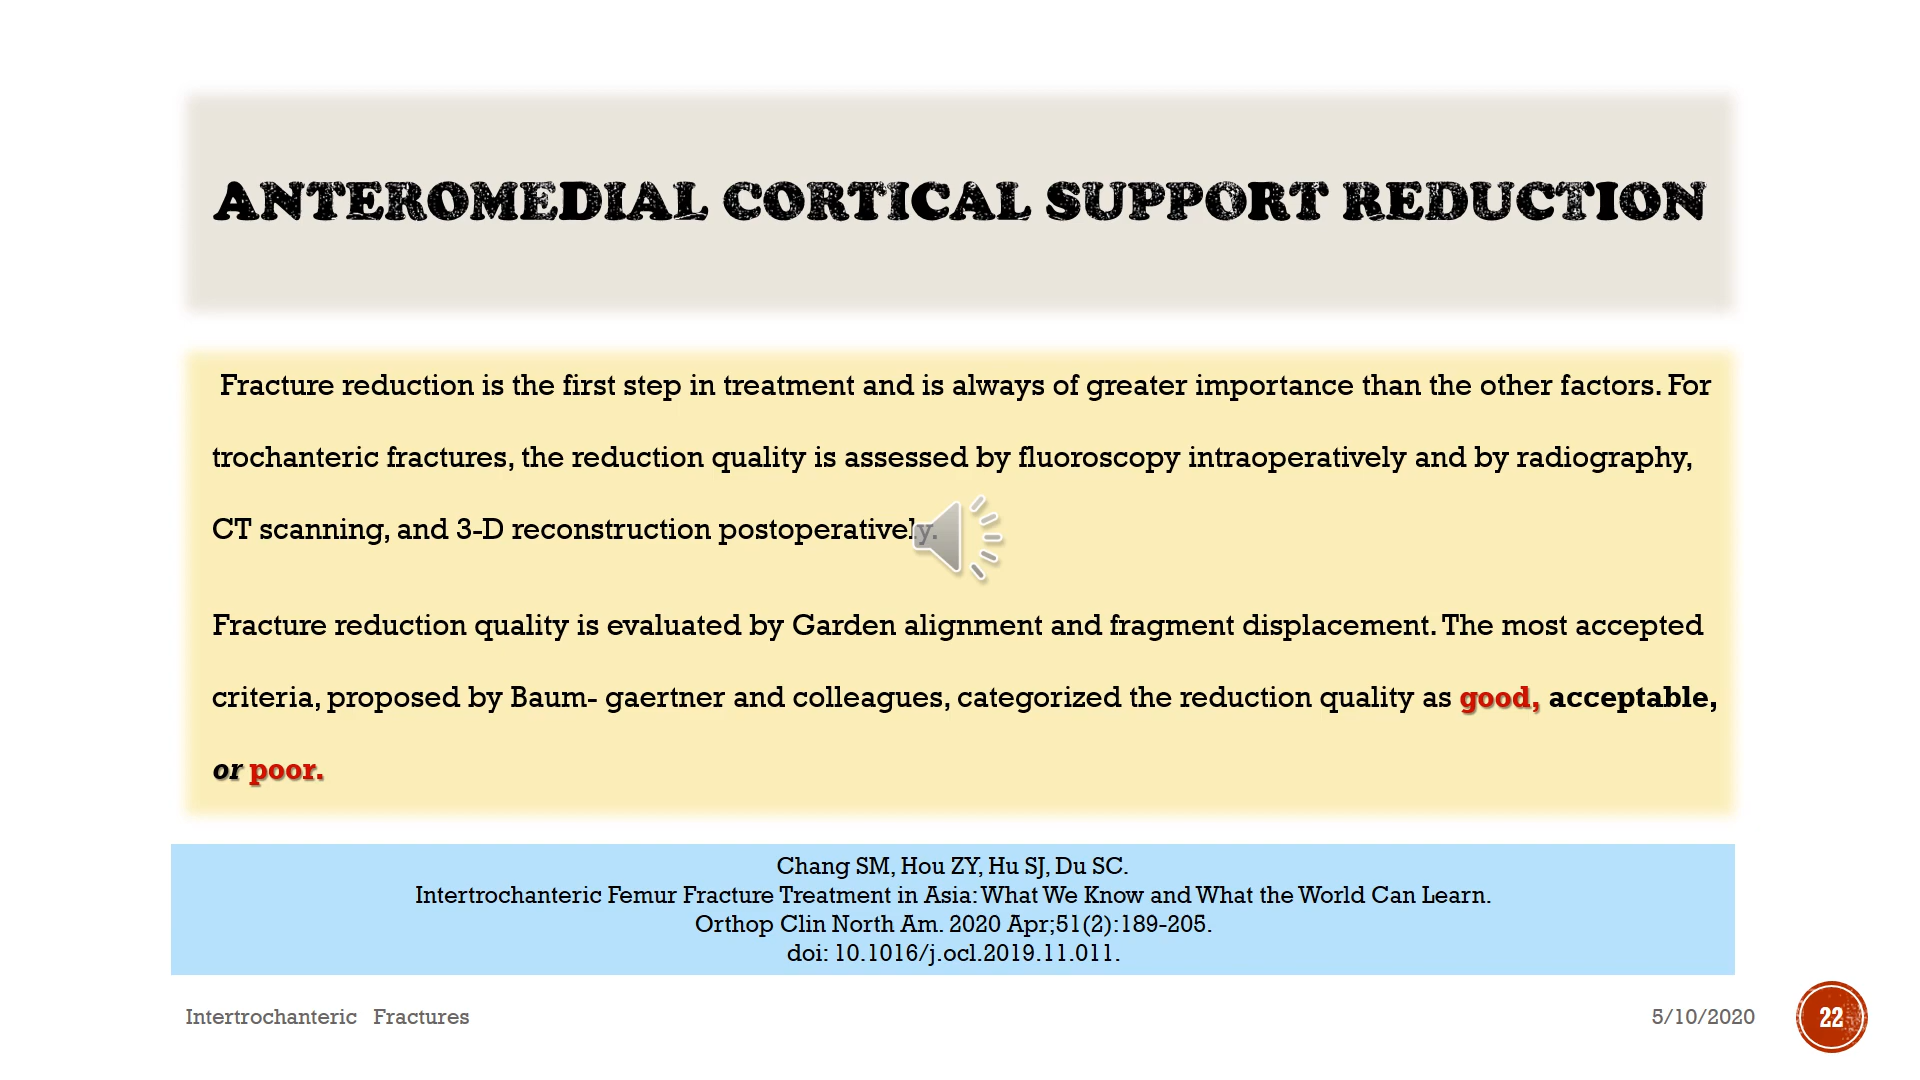 ANTEROMEDIAL CORTICAL SUPPORT REDUCTION
Fracture reduction is the first step in treatment and is always of greater importance than the other factors. For
trochanteric fractures, the reduction quality is assessed by fluoroscopy intraoperatively and by radiography,
CT scanning, and 3-D reconstruction postoperatively.
Fracture reduction quality is evaluated by Garden alignment and fragment displacement. The most accepted
criteria, proposed by Baum- gaertner and colleagues, categorized the reduction quality as good, acceptable,
or poor.
Chang SM, Hou ZY, Hu SJ, Du SC.
Intertrochanteric Femur Fracture Treatment in Asia: What We Know and What the World Can Learn.
Orthop Clin North Am. 2020 Apr;51(2):189-205.
doi: 10.1016/j.ocl.2019.11.011.
Intertrochanteric Fractures
5/10/2020
22